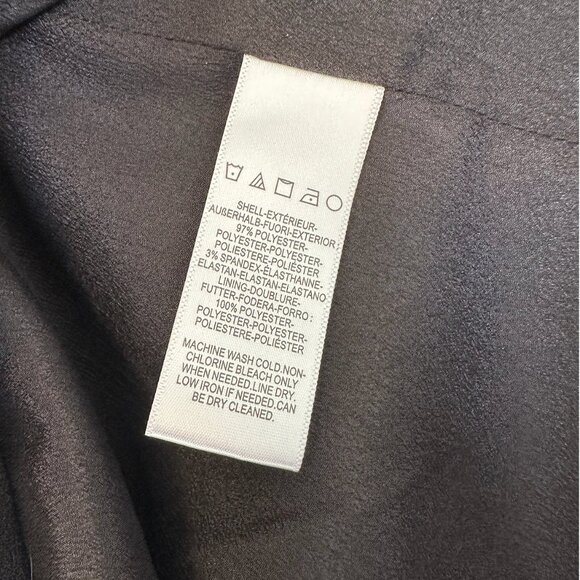 SHELL-EXTÉRIEUR-
AUßERHALB-FUORI-EXTERIOR
97% POLYESTER-
POLYESTER-POLYESTER-
POLIESTERE-POLIÉSTER
3% SPANDEX-ÉLASTHANNE-
ELASTAN-ELASTAN-ELASTANO
LINING-DOUBLURE-
FUTTER-FODERA-FORRO :
100% POLYESTER-
POLYESTER-POLYESTER-
POLIESTERE-POLIÉSTER
MACHINE WASH COLD.NON-
CHLORINE BLEACH ONLY
WHEN NEEDED.LINE DRY.
LOW IRON IF NEEDED.CAN
BE DRY CLEANED.